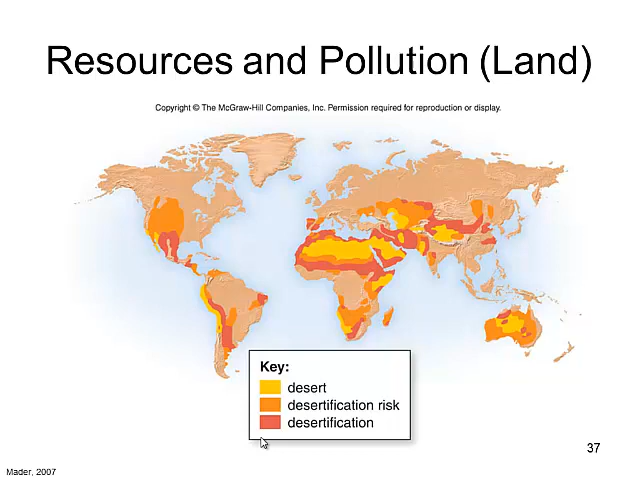 Resources and Pollution (Land)
Copyright © The McGraw-Hill Companies, Inc. Permission required for reproduction or display.
Key:
desert
desertification risk
desertification
37
Mader, 2007